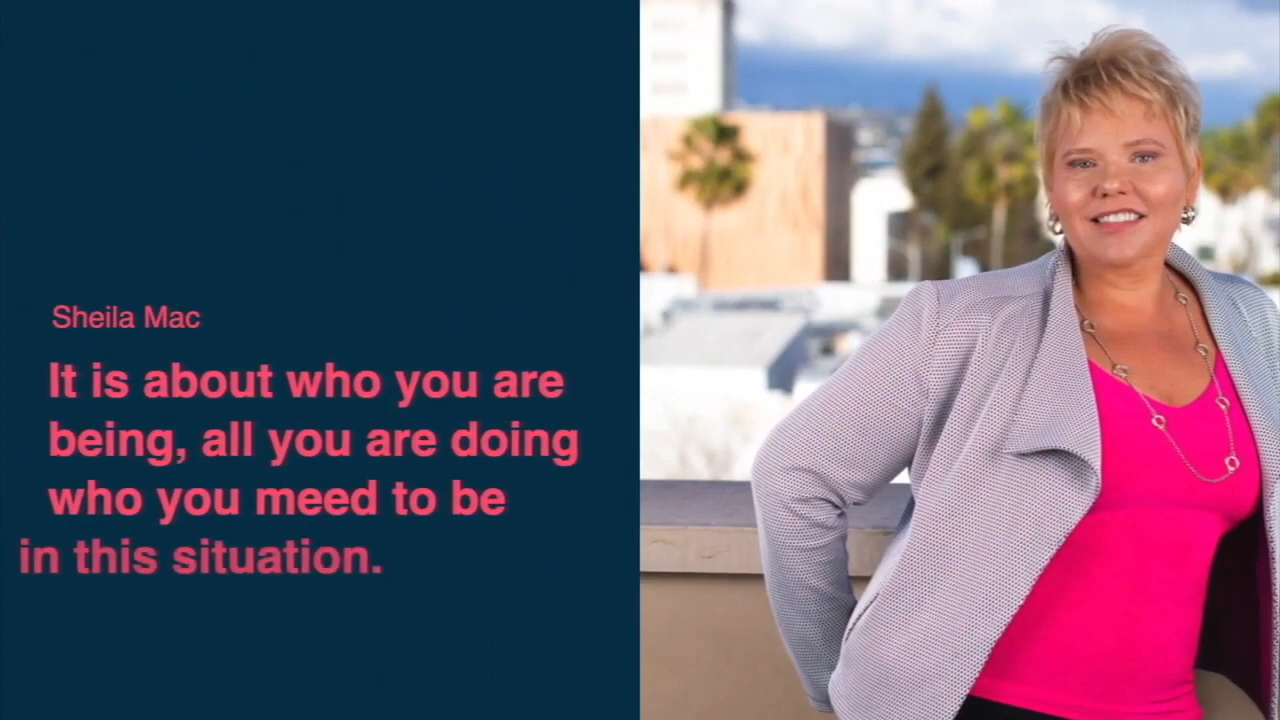 Sheila Mac
It is about who you are
being, all you are doing
who you meed to be
in this situation.